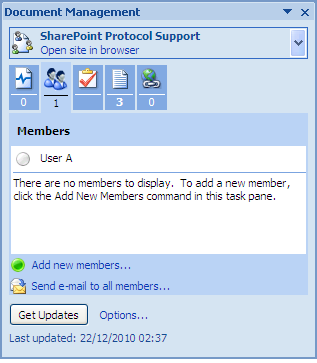 Document Management
SharePoint Protocol Support
Open site in browser
0 1 3 0
Members
User A
There are no members to display. To add a new member,
click the Add New Members command in this task pane.
Add new members...
Send e-mail to all members...
Get Updates Options...
Last updated: 22/12/2010 02:37